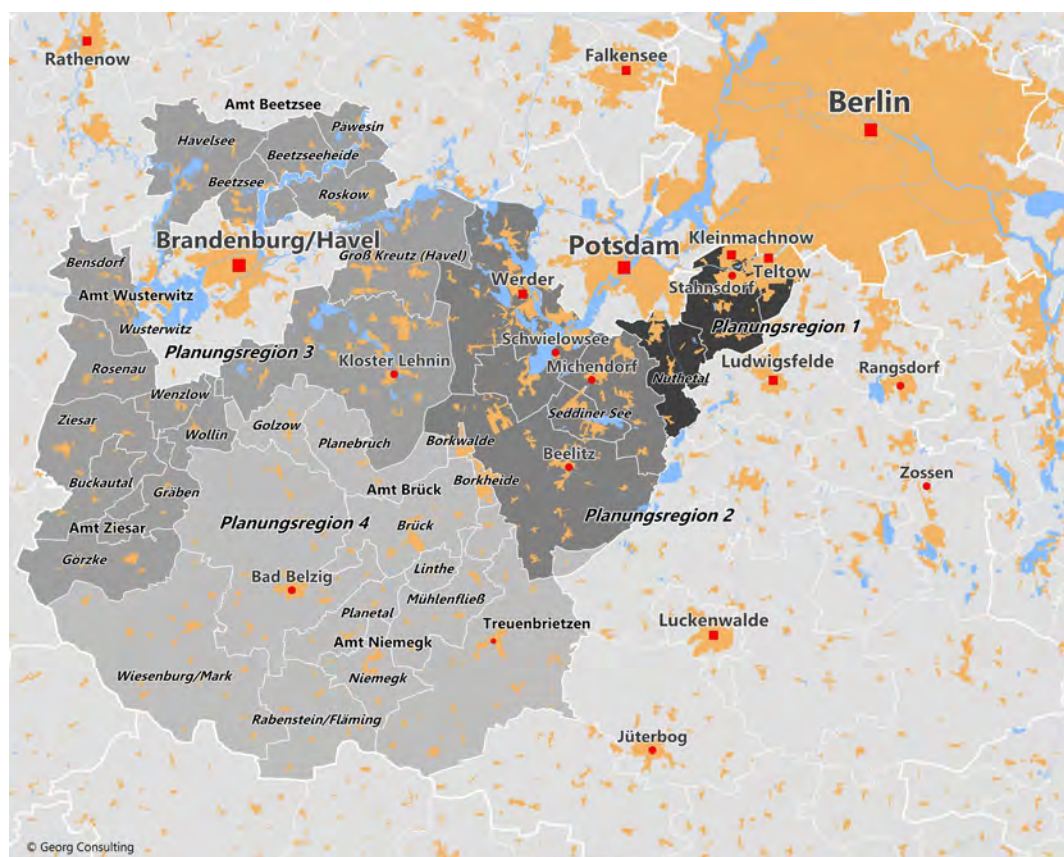 Rathenow
Falkensee
Berlin
Amt Beetzsee
Pawesin
Havelsee
Beetzseeheide
Beetzsee
Roskow
Brandenburg/Havel
Groß Kreutz (Havel)
Potsdam
Kleinmachnow
Teltow
Stahnsdorf
Bensdorf
Amt Wusterwitz
Wusterwitz
Werder
Planungsregion 1
Planungsregion 3
Schwielowsee
Kloster Lehnin
Michendorf
Ludwigsfelde
Rangsdorf
Rosenau
Nuthetal
Wenzlow
Ziesar
Golzow
Seddiner See
Wollin
Planebruch
Borkwalde
Beelitz
Zossen
Buckautal
Gräben
Amt Brück
Borkheide
Amt Ziesar
Planungsregion 4
Brück
Planungsregion 2
Görzke
Linthe
Bad Belzig
Mühlenfließ
Planetal
Treuenbrietzen
Luckenwalde
Amt Niemegk
Wiesenburg/Mark
Niemegk
Rabenstein/Fläming
Jüterbog
© Georg Consulting